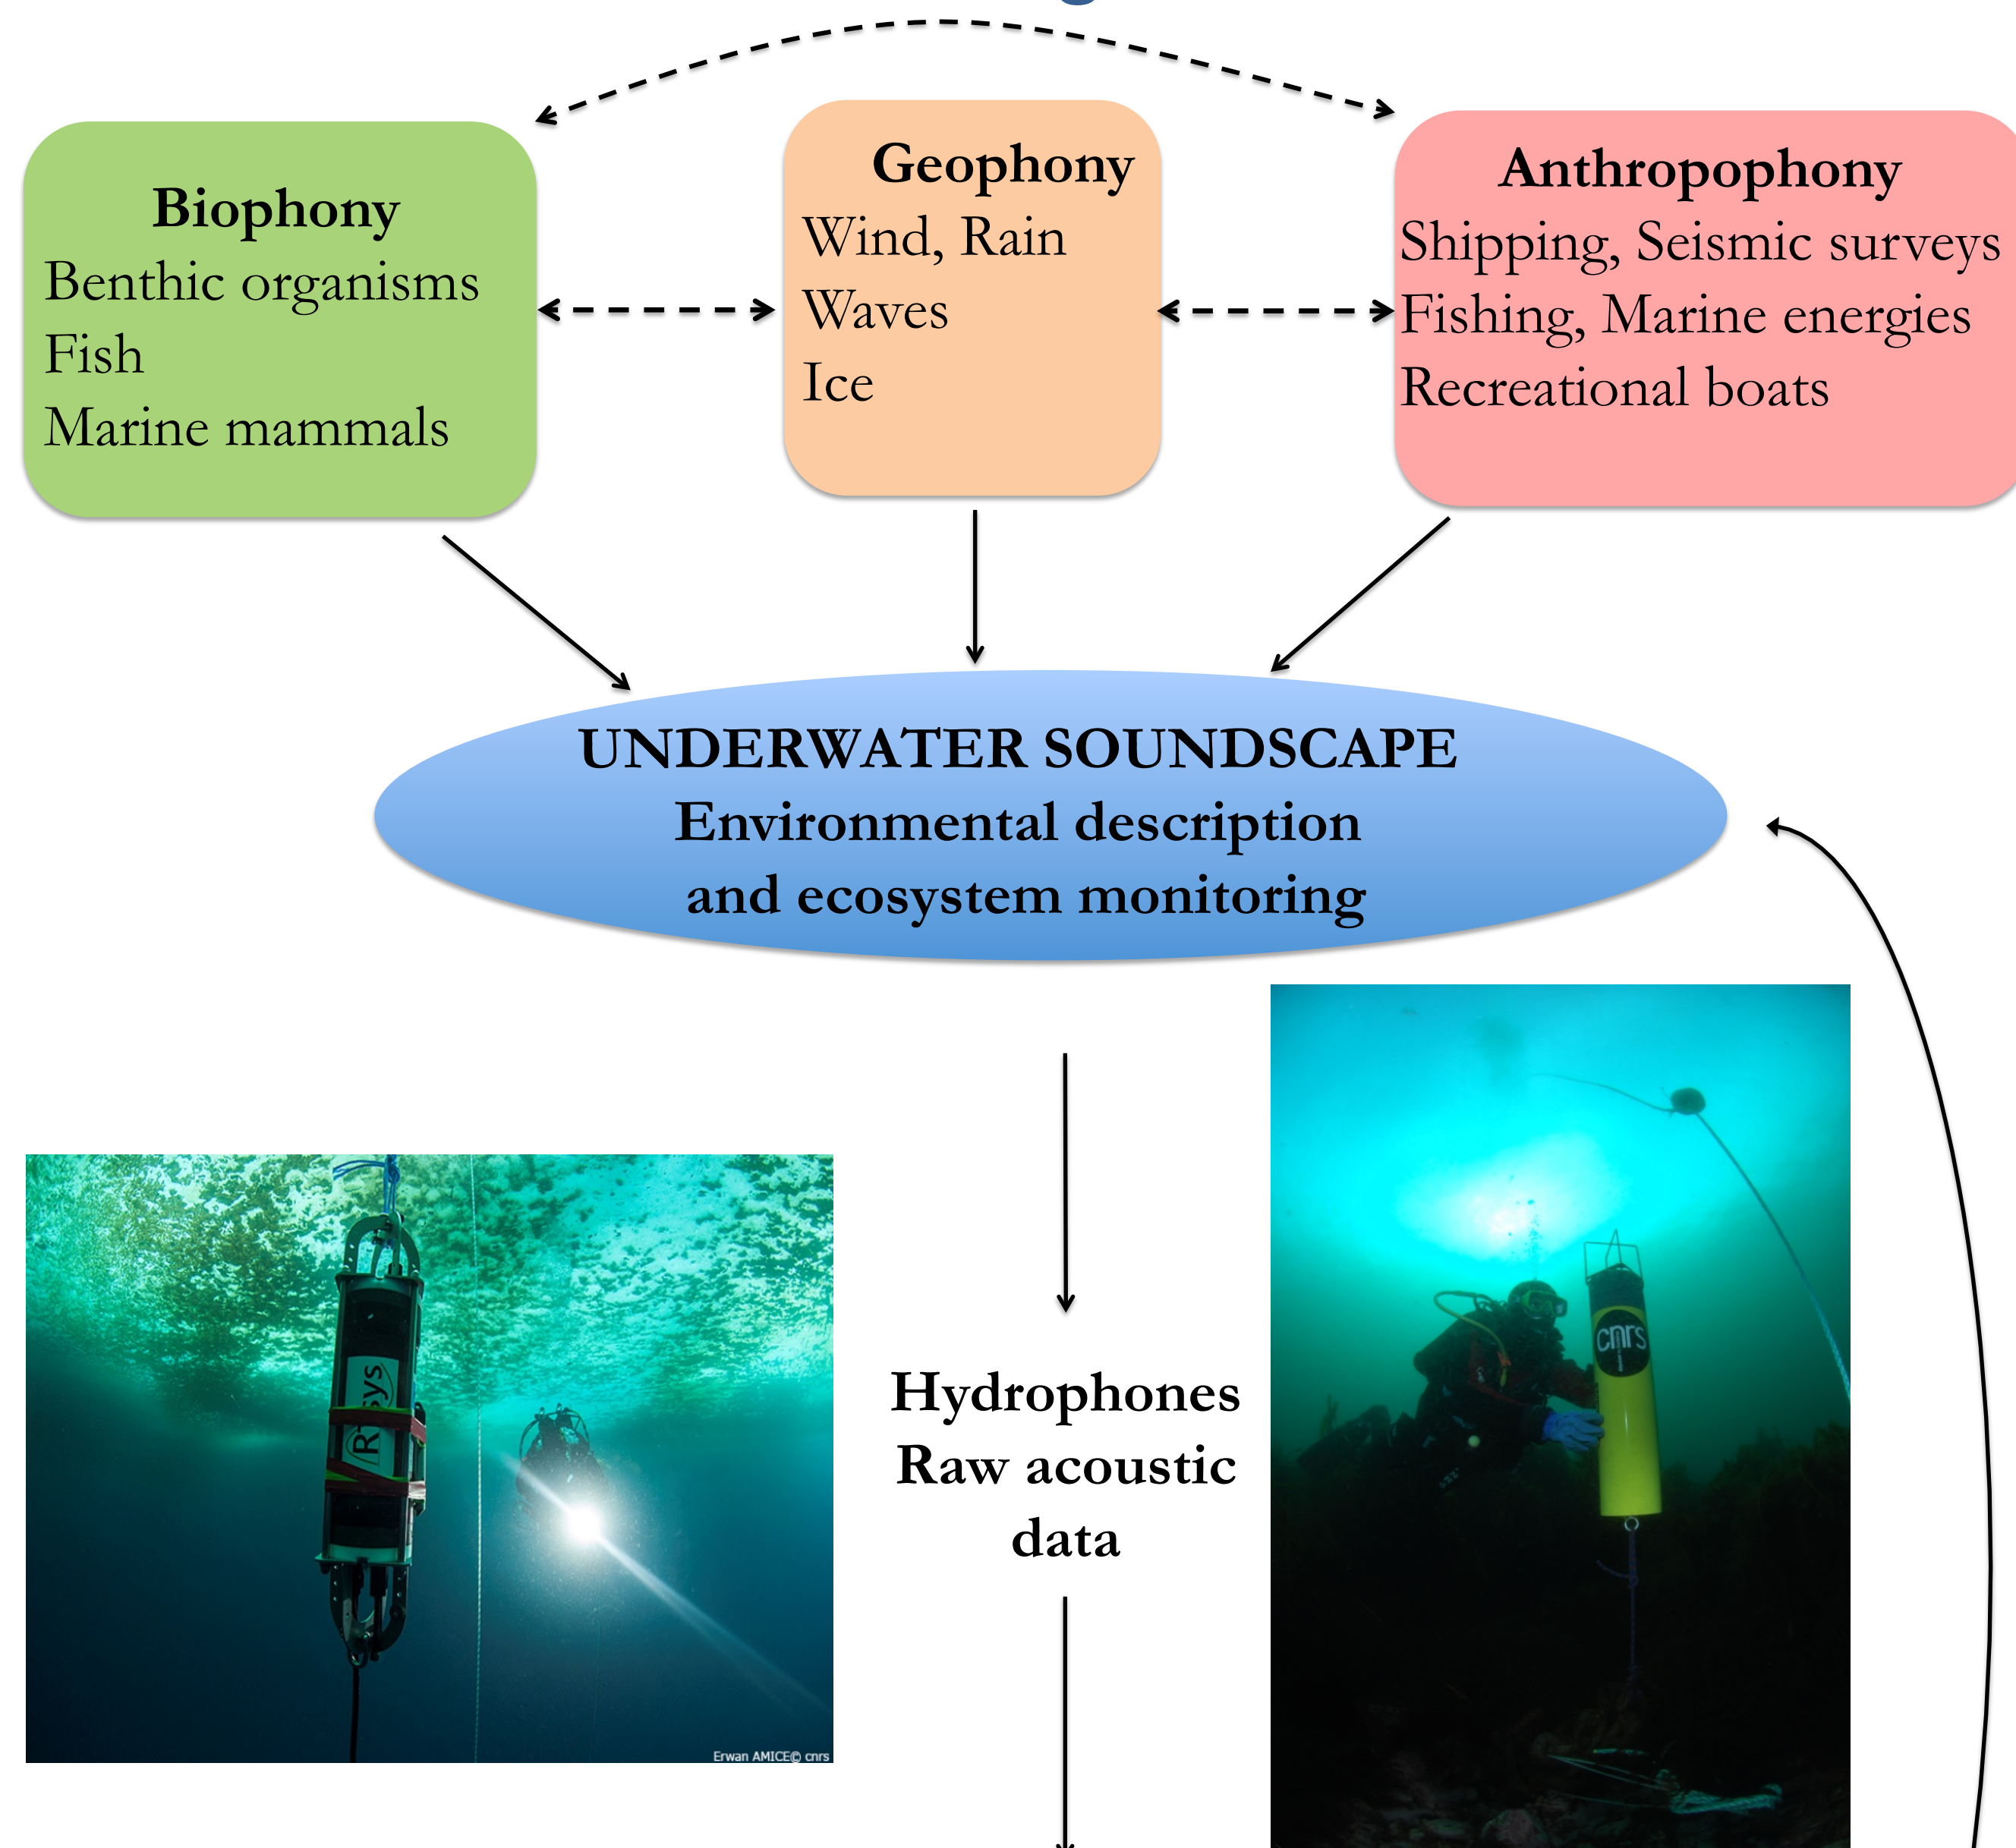 Biophony
Benthic organisms
Fish
Marine mammals
Geophony
Wind, Rain
Waves
Ice
Anthropophony
Shipping, Seismic surveys
Fishing, Marine energies
Recreational boats
UNDERWATER SOUNDSCAPE
Environmental description
and ecosystem monitoring
Hydrophones
Raw acoustic
data
RTsys
Erwan AMICE© cnrs
cnrs